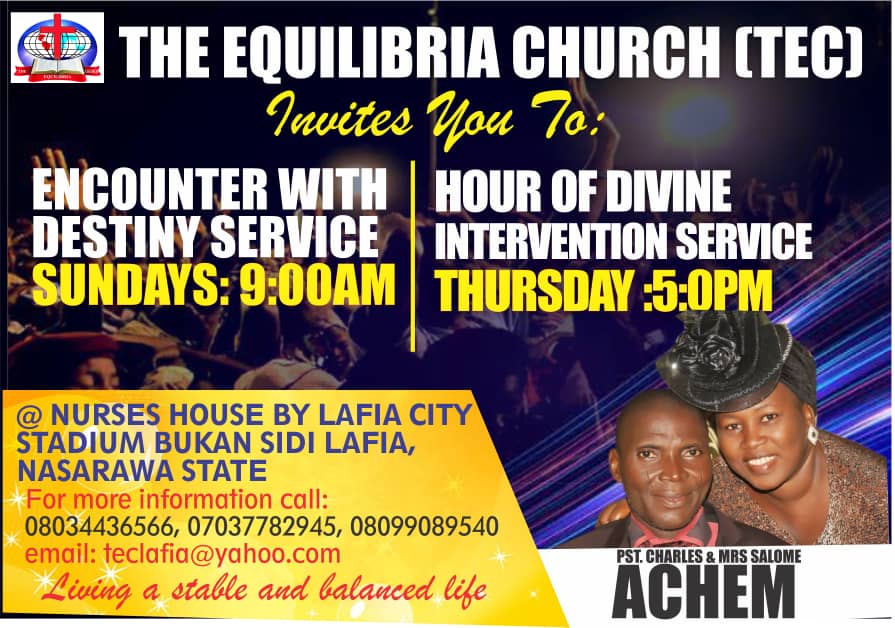 THE EQUILIBRIA CHURCH (TEC)
Invites You To:
ENCOUNTER WITH
DESTINY SERVICE
SUNDAYS: 9:00AM
HOUR OF DIVINE
INTERVENTION SERVICE
THURSDAY :5:0PM
@ NURSES HOUSE BY LAFIA CITY
STADIUM BUKAN SIDI LAFIA,
NASARAWA STATE
For more information call:
08034436566, 07037782945, 08099089540
email: teclafia@yahoo.com
Living a stable and balanced life
PST. CHARLES & MRS SALOME
ACHEM
THE
EQUILIBRIA